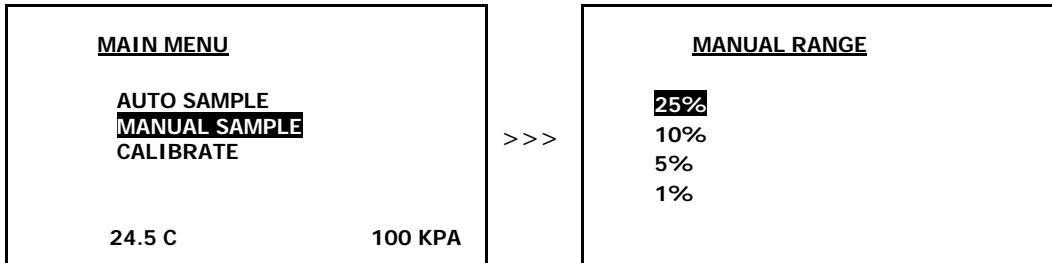 MAIN MENU
AUTO SAMPLE
MANUAL SAMPLE
CALIBRATE
24.5 C 100 KPA
>>>
MANUAL RANGE
25%
10%
5%
1%